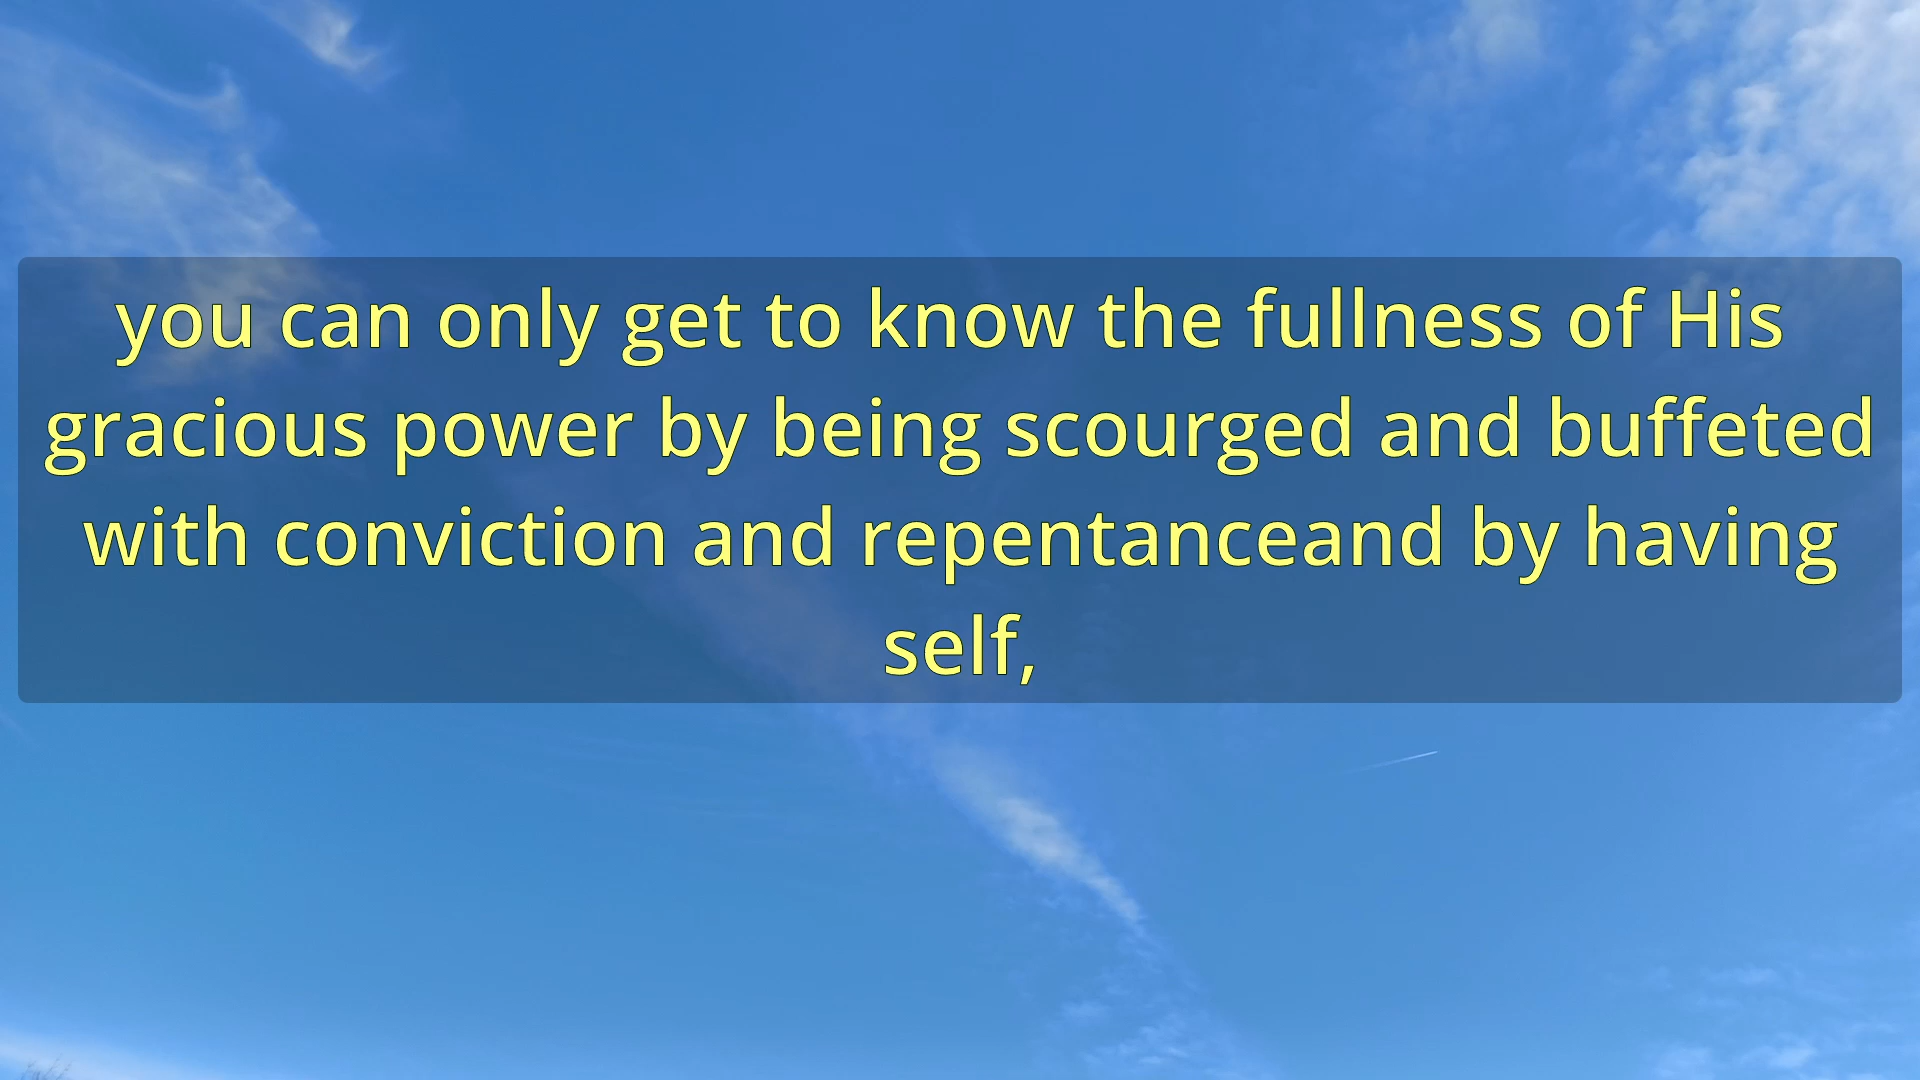 you can only get to know the fullness of His
gracious power by being scourged and buffeted
with conviction and repentanceand by having
self,